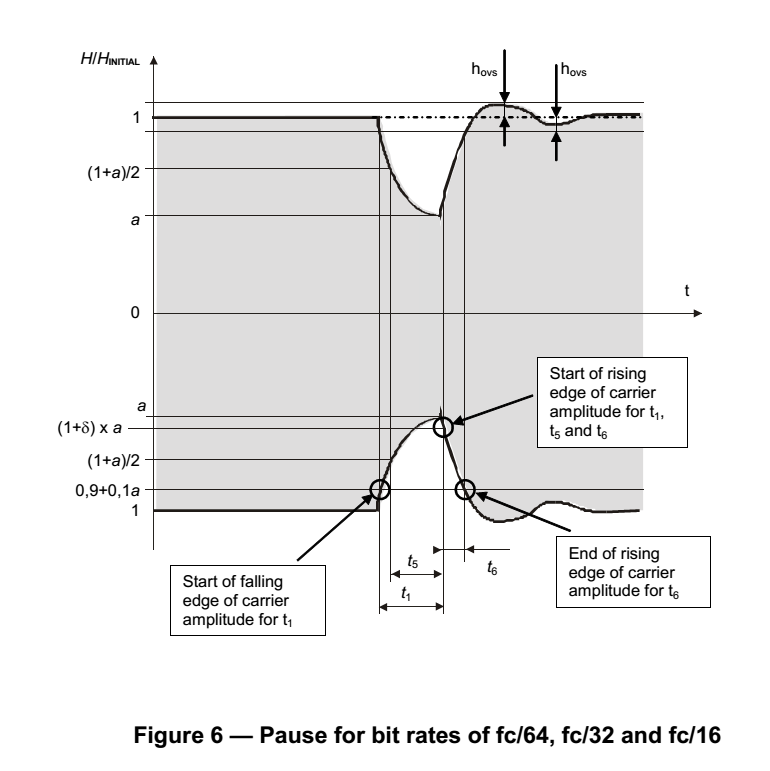 H/HINITIAL
hovs
hovs
1
(1+a)/2
a
t
0
a
(1+δ) x a
(1+a)/2
0,9+0,1a
1
Start of rising
edge of carrier
amplitude for t1,
t5 and t6
t5
t6
t1
Start of falling
edge of carrier
amplitude for t1
End of rising
edge of carrier
amplitude for t6
Figure 6 — Pause for bit rates of fc/64, fc/32 and fc/16